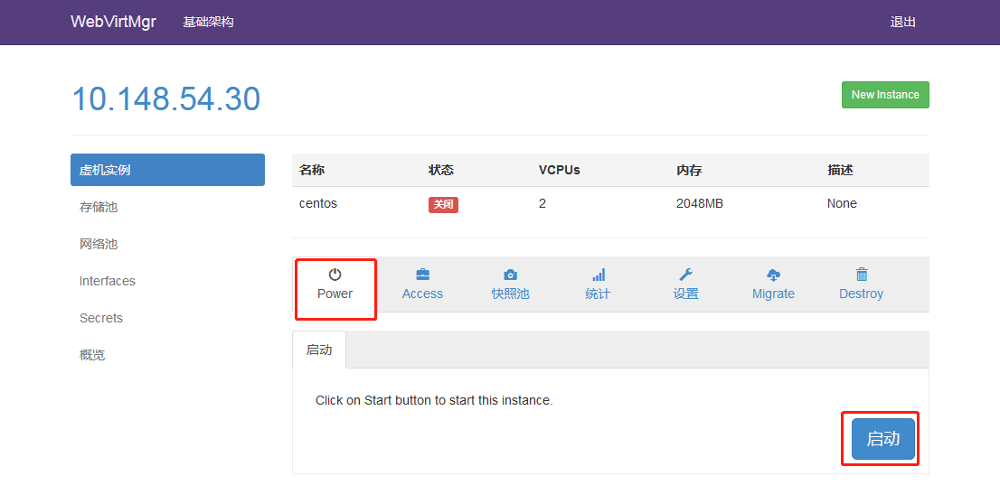 WebVirtMgr 基础架构 退出
10.148.54.30 New Instance
虚机实例
存储池
网络池
Interfaces
Secrets
概览
名称 状态 VCPUs 内存 描述
centos 关闭 2 2048MB None
Power Access 快照池 统计 设置 Migrate Destroy
启动
Click on Start button to start this instance.
启动